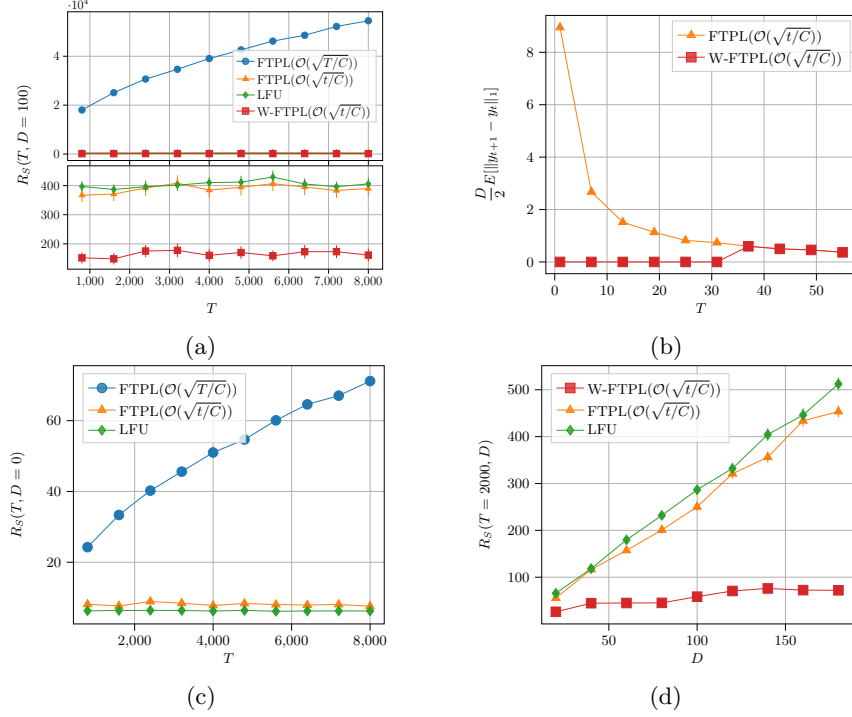 ·10⁴
R_S(T, D = 100)
4
2
0
FTPL(𝒪(√T/C))
FTPL(𝒪(√t/C))
LFU
W-FTPL(𝒪(√t/C))
400
300
200
1,000 2,000 3,000 4,000 5,000 6,000 7,000 8,000
T
(a)
D/2 E[‖y_{t+1} − y_t‖_1]
8
6
4
2
0
FTPL(𝒪(√t/C))
W-FTPL(𝒪(√t/C))
0 10 20 30 40 50
T
(b)
R_S(T, D = 0)
60
40
20
FTPL(𝒪(√T/C))
FTPL(𝒪(√t/C))
LFU
2,000 4,000 6,000 8,000
T
(c)
R_S(T = 2000, D)
500
400
300
200
100
W-FTPL(𝒪(√t/C))
FTPL(𝒪(√t/C))
LFU
50 100 150
D
(d)